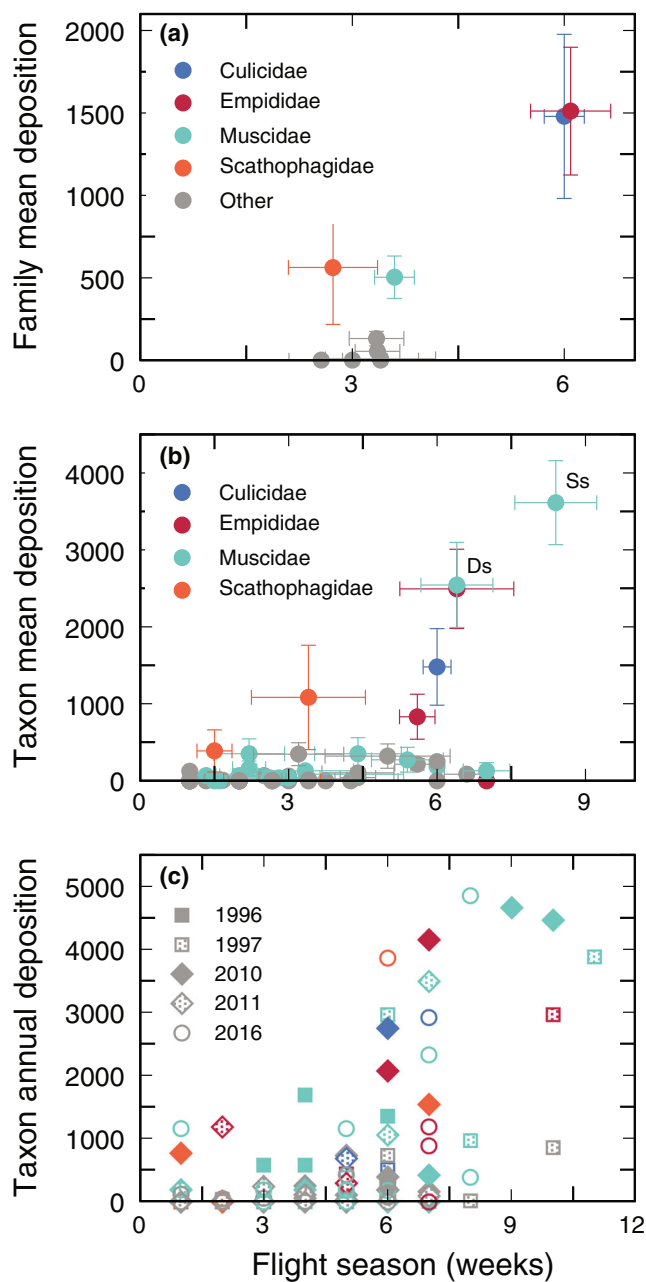 (a)
2000
1500
1000
500
0
Family mean deposition
Culicidae
Empididae
Muscidae
Scathophagidae
Other
0 3 6
(b)
4000
3000
2000
1000
0
Taxon mean deposition
Culicidae
Empididae
Muscidae
Scathophagidae
Ss
Ds
0 3 6 9
(c)
5000
4000
3000
2000
1000
0
Taxon annual deposition
1996
1997
2010
2011
2016
0 3 6 9 12
Flight season (weeks)